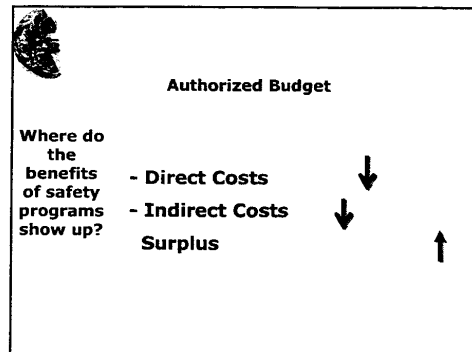 Authorized Budget
Where do
the
benefits
of safety
programs
show up?
- Direct Costs
- Indirect Costs
Surplus